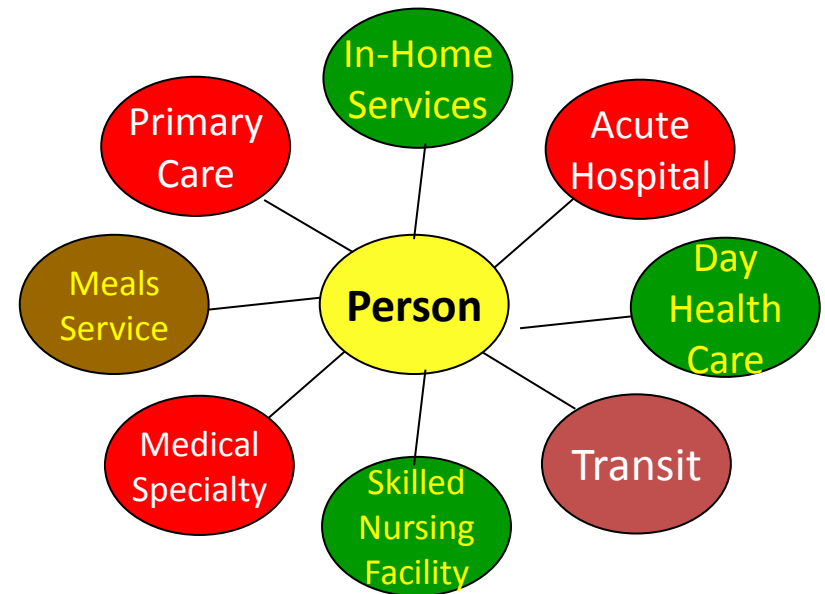 In-Home
Services
Primary
Care
Acute
Hospital
Meals
Service
Person
Day
Health
Care
Medical
Specialty
Skilled
Nursing
Facility
Transit